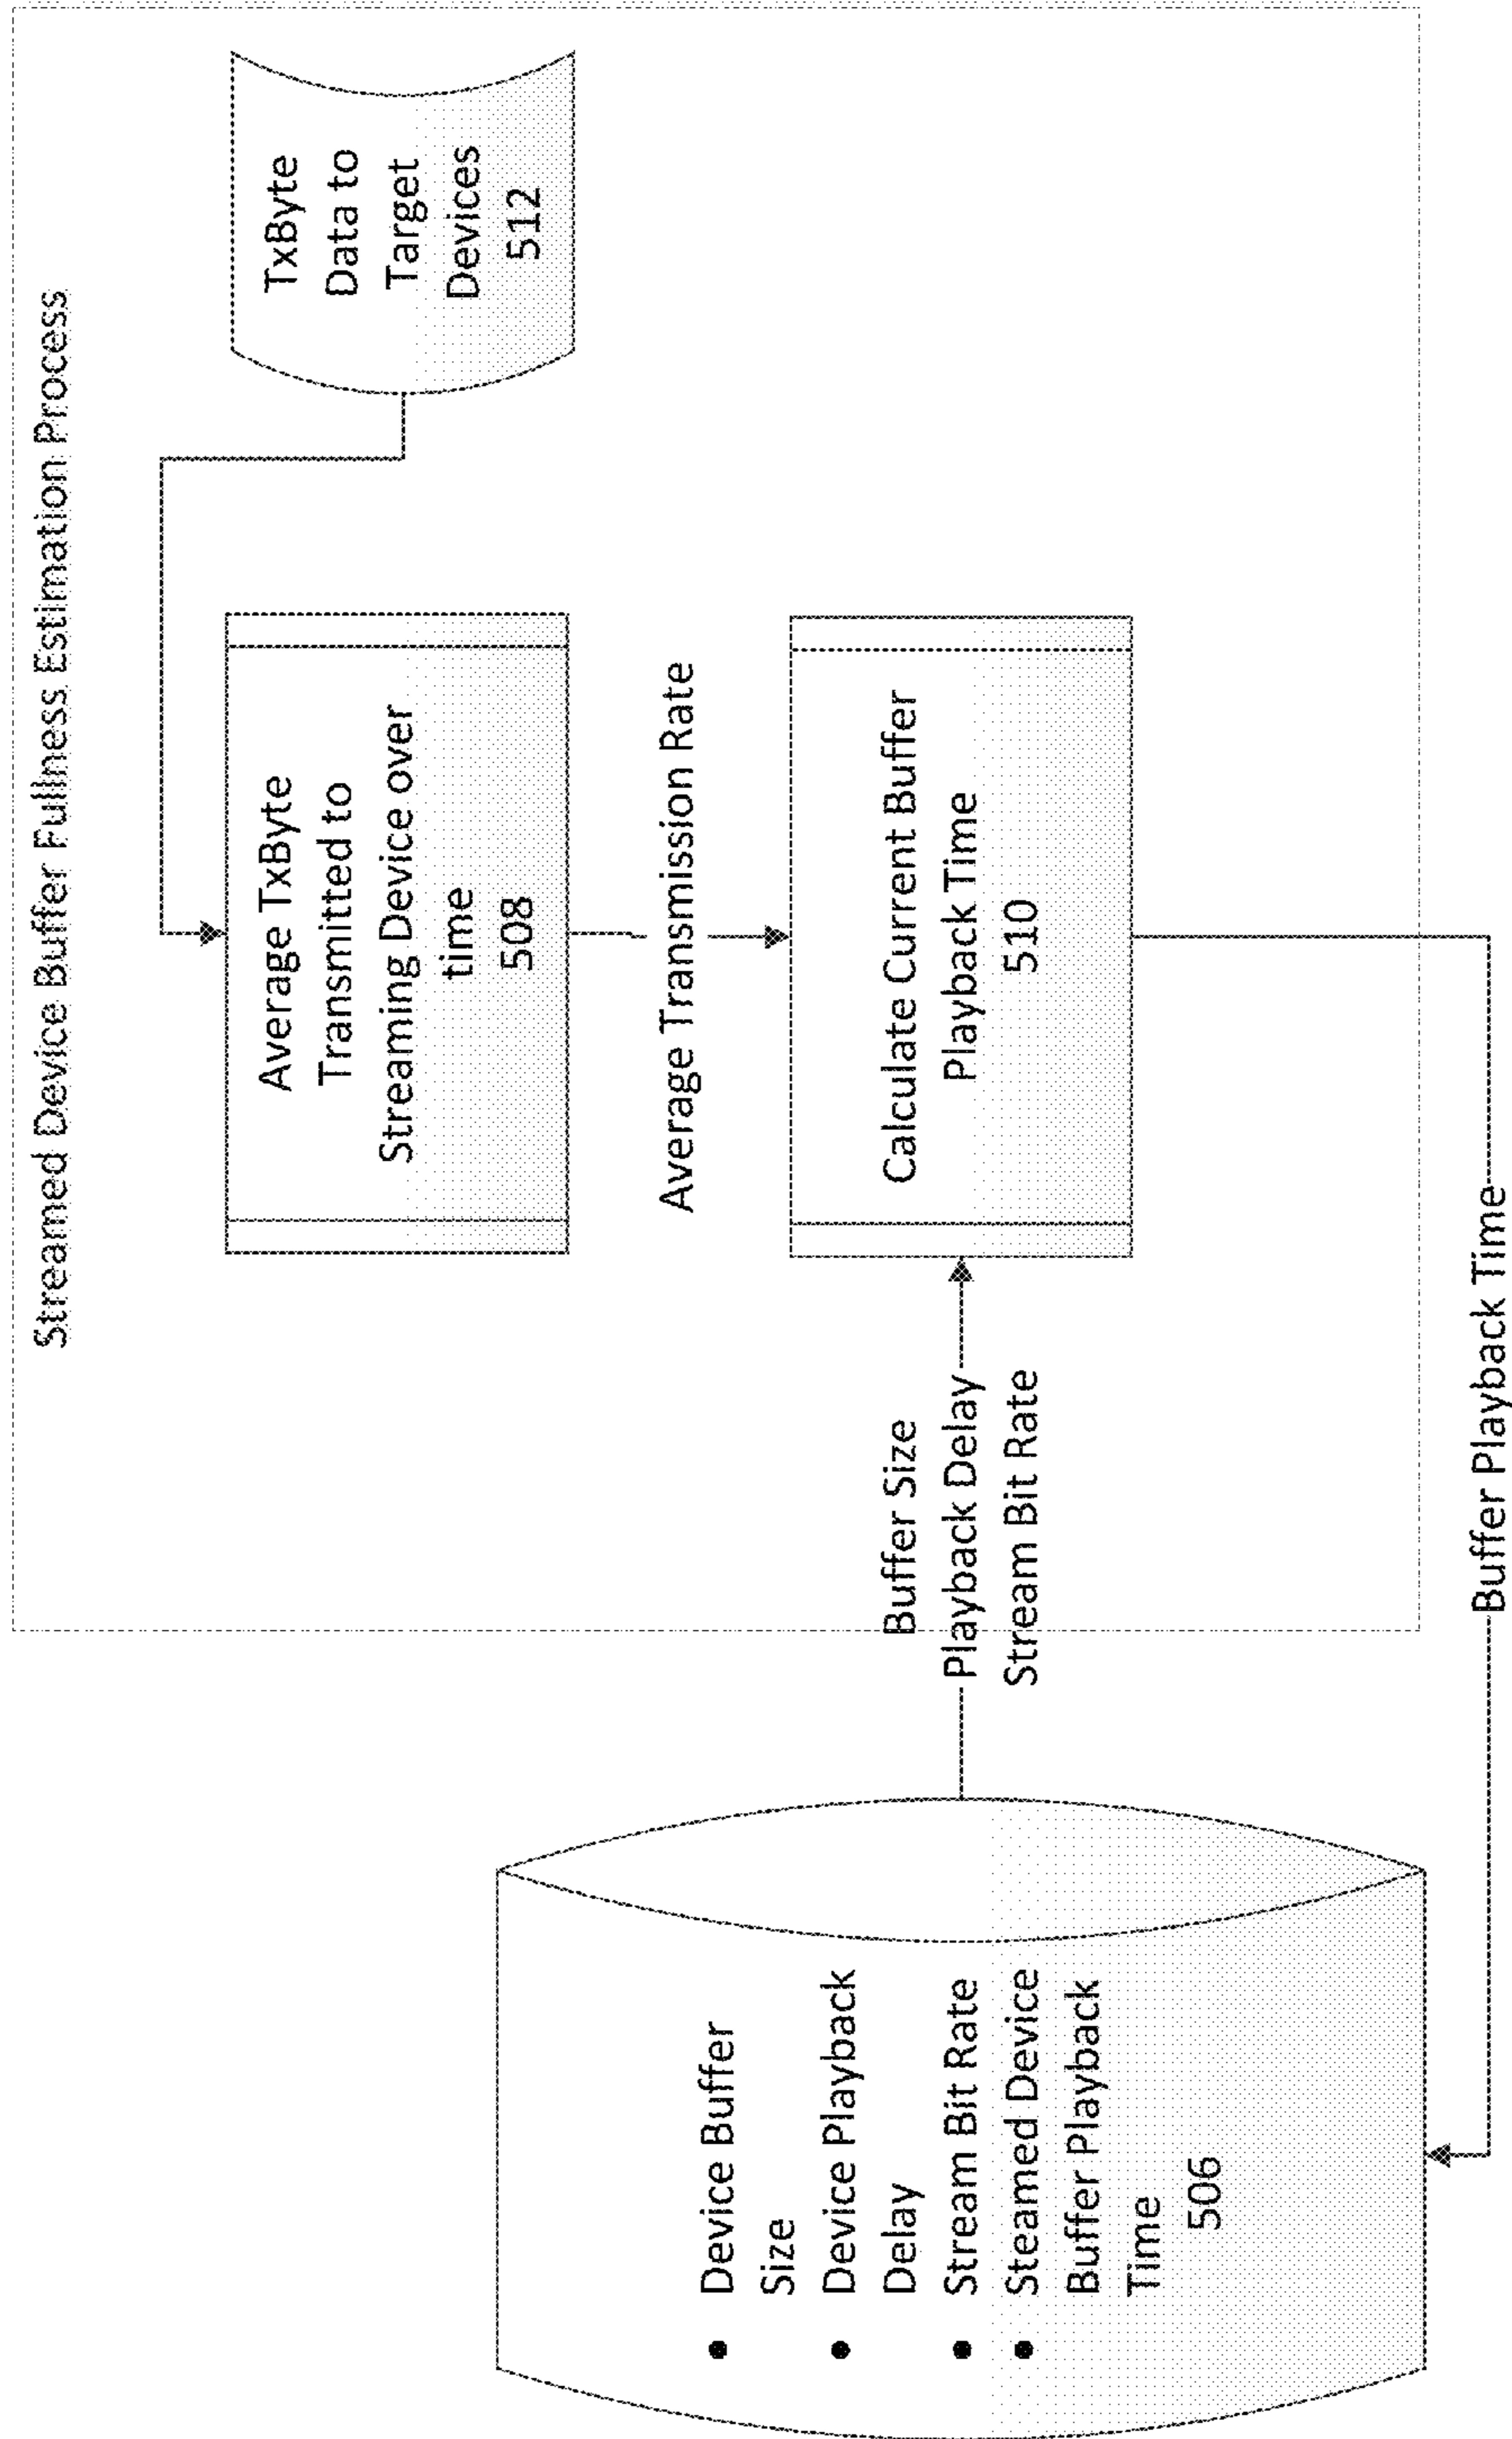 Streamed Device Buffer Fullness Estimation Process
TxByte
Data to
Target
Devices
512
Average TxByte
Transmitted to
Streaming Device over
time
508
Average Transmission Rate
Calculate Current Buffer
Playback Time
510
Buffer Size
Playback Delay
Stream Bit Rate
• Device Buffer
Size
• Device Playback
Delay
• Stream Bit Rate
• Steamed Device
Buffer Playback
Time
506
Buffer Playback Time